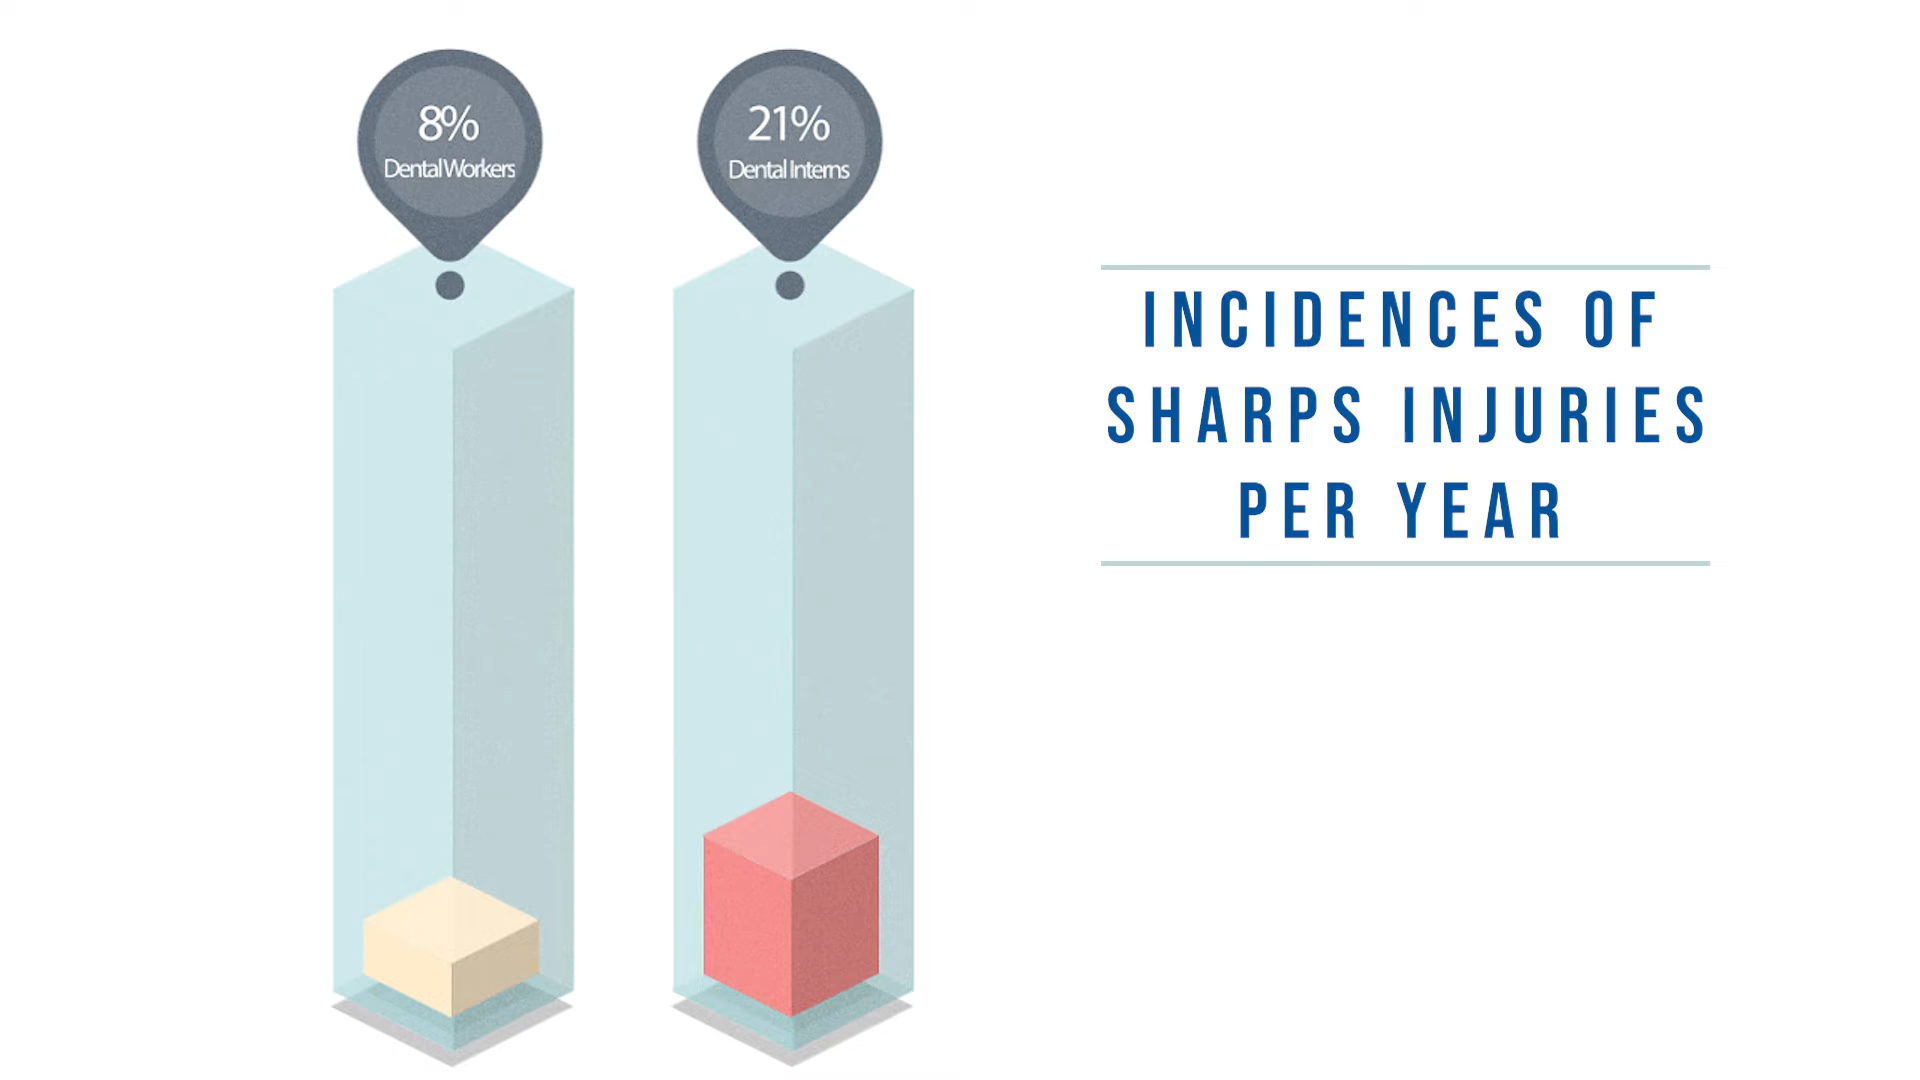 8%
Dental Workers
21%
Dental Interns
INCIDENCES OF
SHARPS INJURIES
PER YEAR